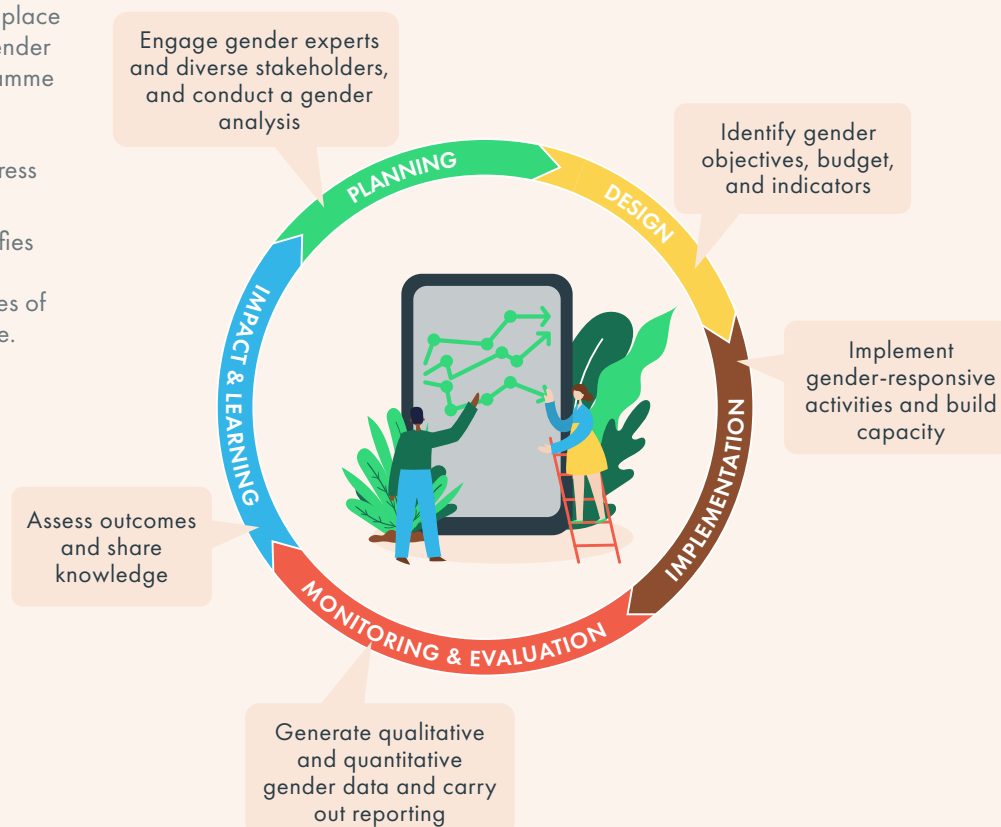 place
Engage gender experts
and diverse stakeholders,
and conduct a gender
analysis
Identify gender
objectives, budget,
and indicators
PLANNING
DESIGN
IMPACT & LEARNING
Implement
gender-responsive
activities and build
capacity
IMPLEMENTATION
Assess outcomes
and share
knowledge
MONITORING & EVALUATION
Generate qualitative
and quantitative
gender data and carry
out reporting
of